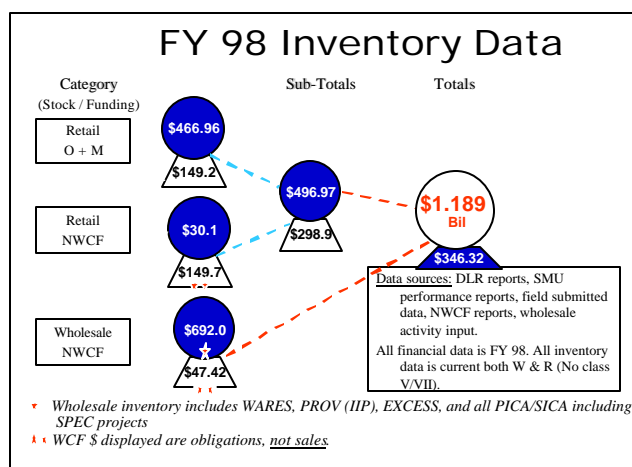 FY 98 Inventory Data
Category
(Stock / Funding)
Sub-Totals
Totals
Retail
O + M
$466.96
$149.2
$496.97
$298.9
$1.189
Bil
$346.32
Retail
NWCF
$30.1
$149.7
Wholesale
NWCF
$692.0
$47.42
Data sources: DLR reports, SMU
performance reports, field submitted
data, NWCF reports, wholesale
activity input.
All financial data is FY 98. All inventory
data is current both W & R (No class
V/VII).
Wholesale inventory includes WARES, PROV (IIP), EXCESS, and all PICA/SICA including
SPEC projects
WCF $ displayed are obligations, not sales.